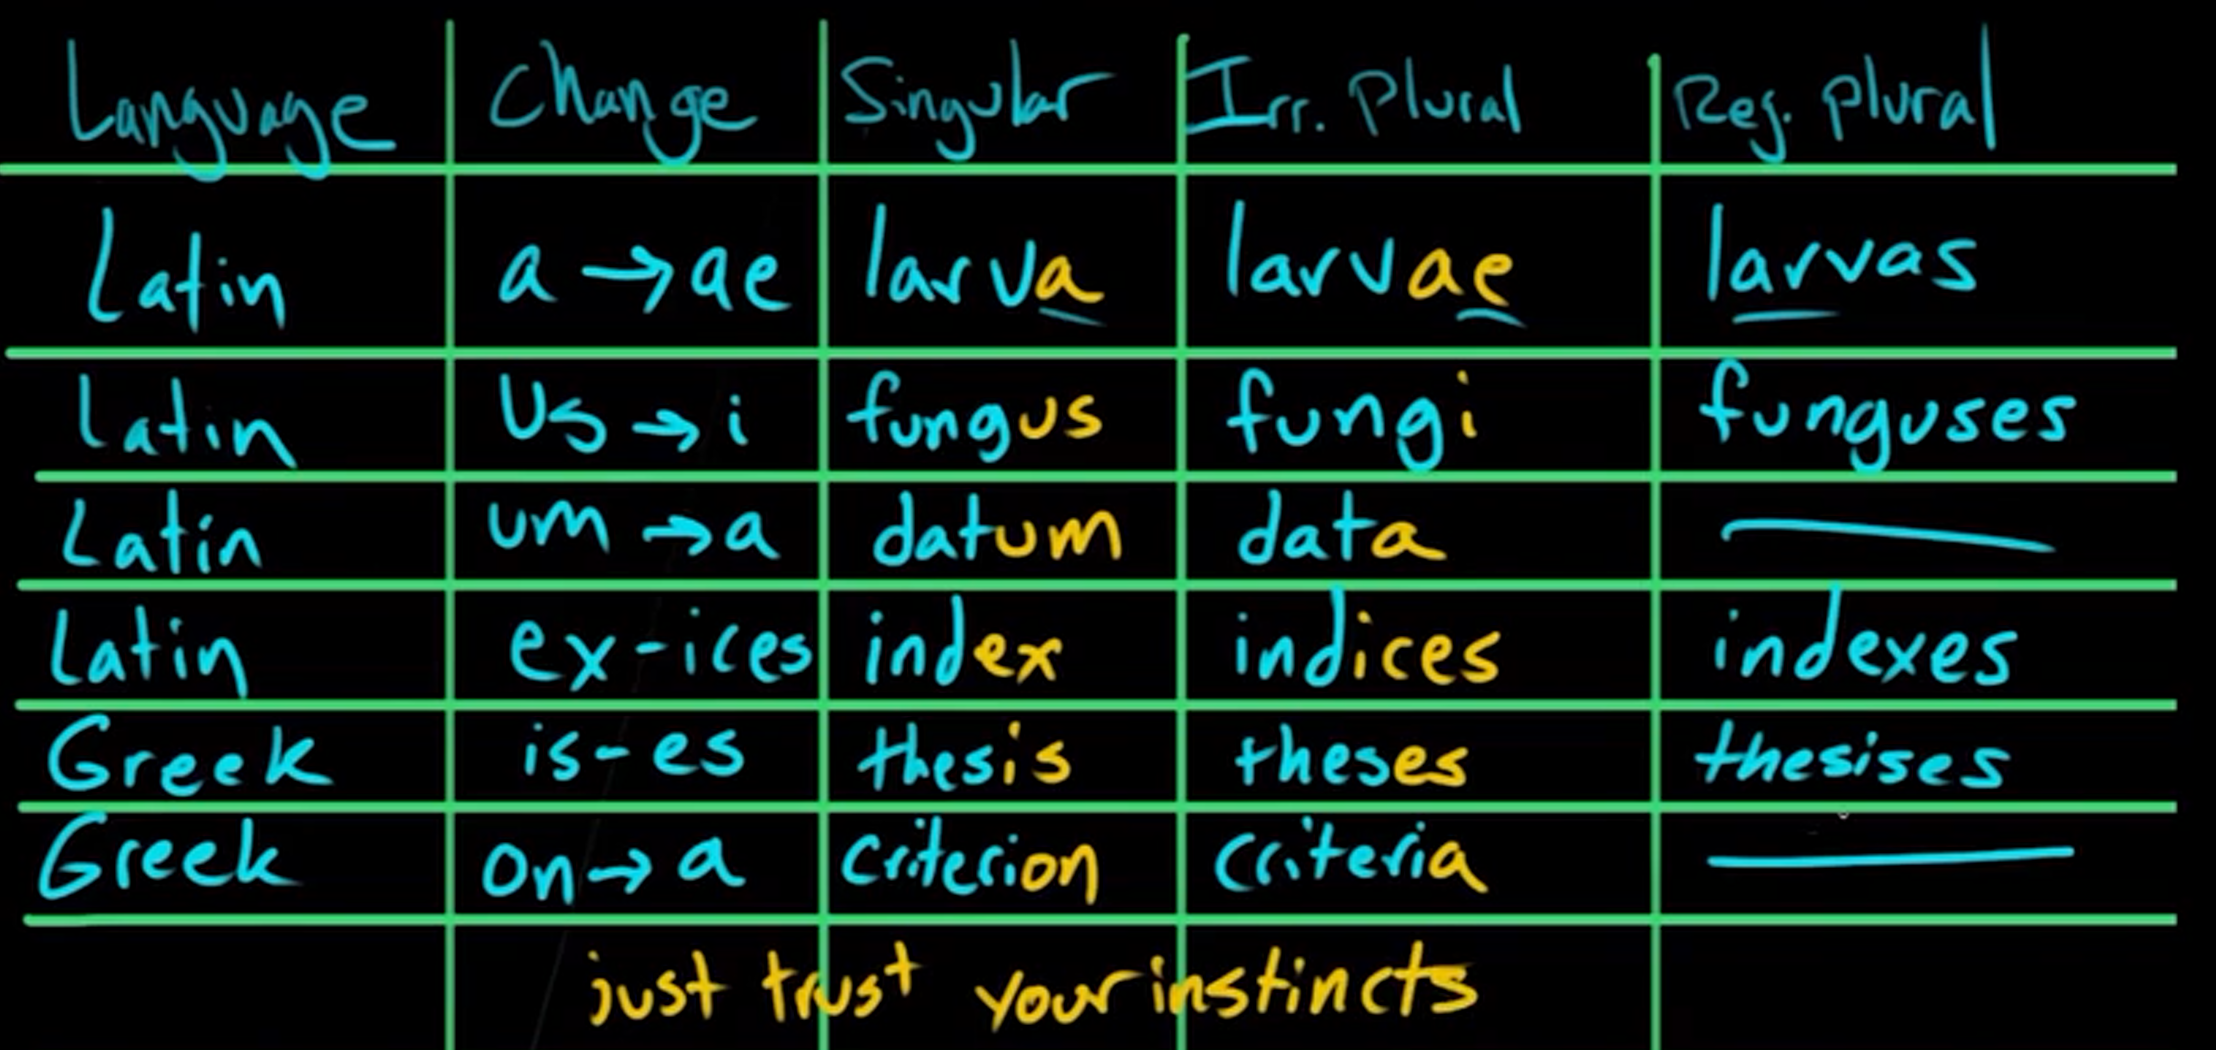 Language Change Singular Irr. Plural Reg. plural
Latin a → ae larva larvae larvas
Latin Us → i fungus fungi funguses
Latin um → a datum data
Latin ex-ices index indices indexes
Greek is-es thesis theses thesises
Greek on → a criterion criteria
just trust your instincts